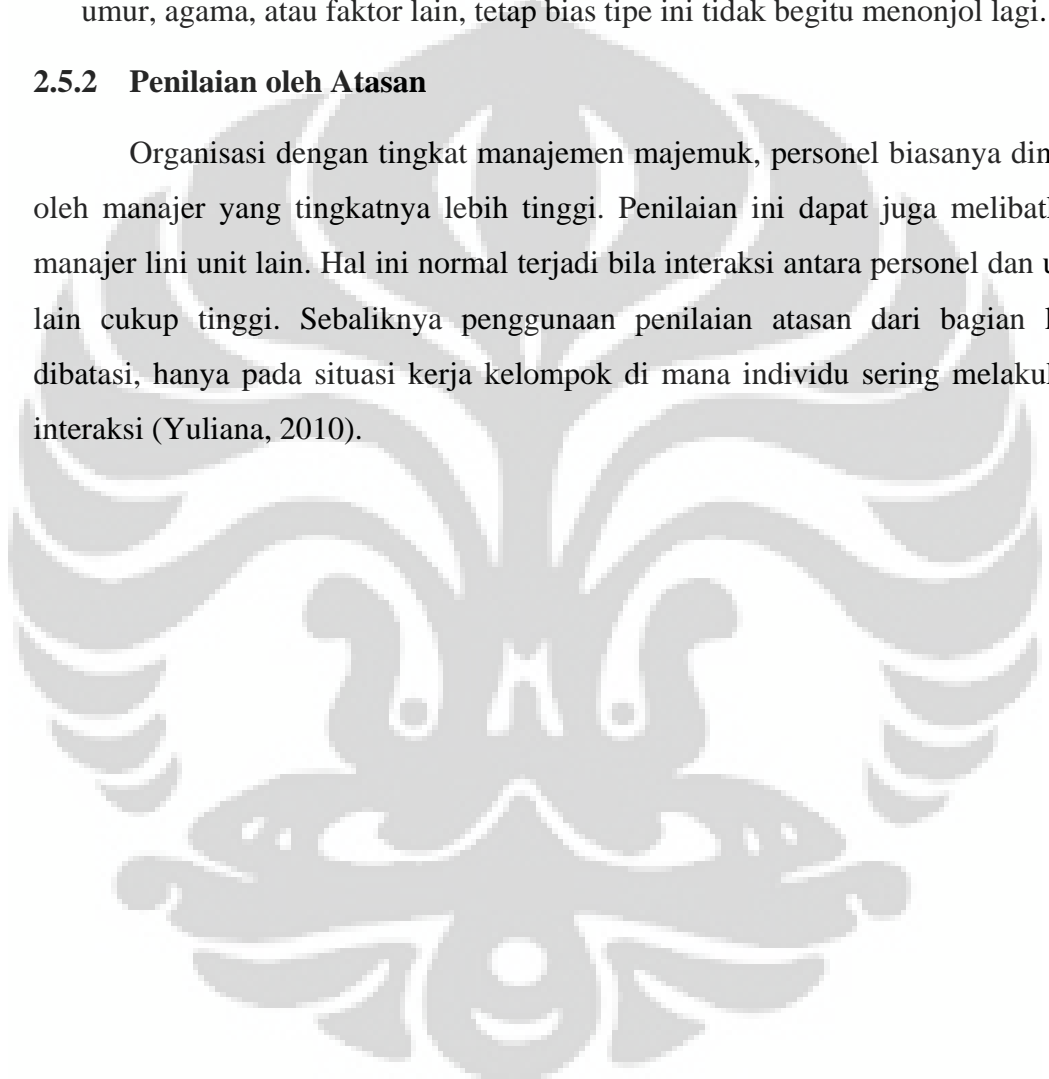 umur, agama, atau faktor lain, tetap bias tipe ini tidak begitu menonjol lagi.
2.5.2 Penilaian oleh Atasan
Organisasi dengan tingkat manajemen majemuk, personel biasanya
oleh manajer yang tingkatnya lebih tinggi. Penilaian ini dapat juga
manajer lini unit lain. Hal ini normal terjadi bila interaksi antara personel dan
lain cukup tinggi. Sebaliknya penggunaan penilaian atasan dari bagian
dibatasi, hanya pada situasi kerja kelompok di mana individu sering
interaksi (Yuliana, 2010).